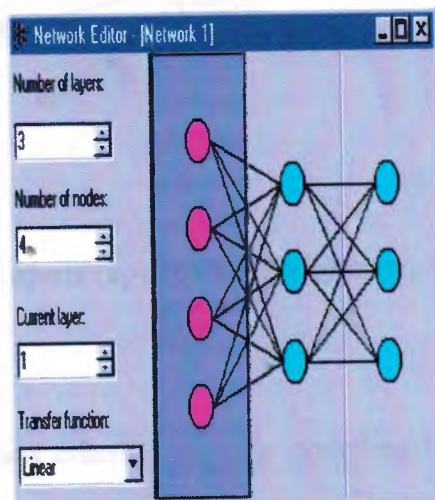 Network Editor - [Network 1]
Number of layers:
3
Number of nodes:
4
Current layer:
1
Transfer function:
Linear